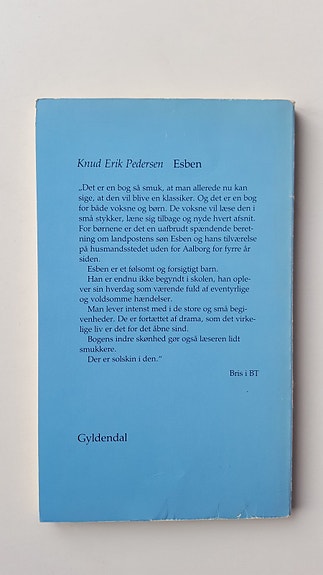 Knud Erik Pedersen Esben
„Det er en bog så smuk, at man allerede nu kan
sige, at den vil blive en klassiker. Og det er en bog
for både voksne og børn. De voksne vil læse den i
små stykker, læne sig tilbage og nyde hvert afsnit.
For børnene er det en uafbrudt spændende beret-
ning om landpostens søn Esben og hans tilværelse
på husmandsstedet uden for Aalborg for fyrre år
siden.
Esben er et følsomt og forsigtigt barn.
Han er endnu ikke begyndt i skolen, han ople-
ver sin hverdag som værende fuld af eventyrlige
og voldsomme hændelser.
Man lever intenst med i de store og små begi-
venheder. De er fortættet af drama, som det virke-
lige liv er det for det åbne sind.
Bogens indre skønhed gør også læseren lidt
smukkere.
Der er solskin i den.”
Bris i BT
Gyldendal